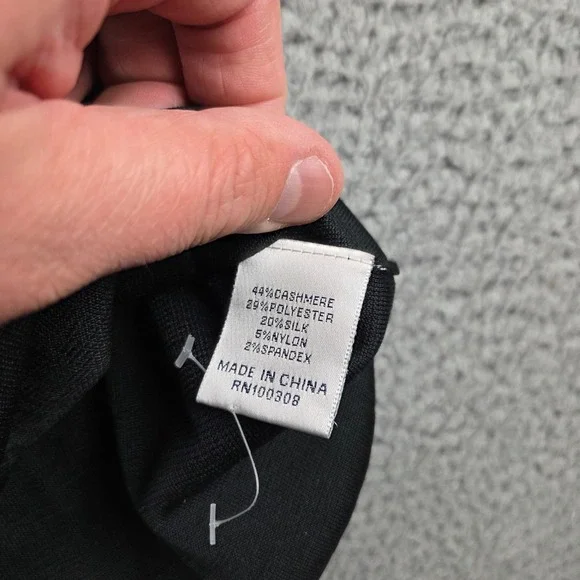 44%CASHMERE
29%POLYESTER
20%SILK
5%NYLON
2%SPANDEX
MADE IN CHINA
RN100308